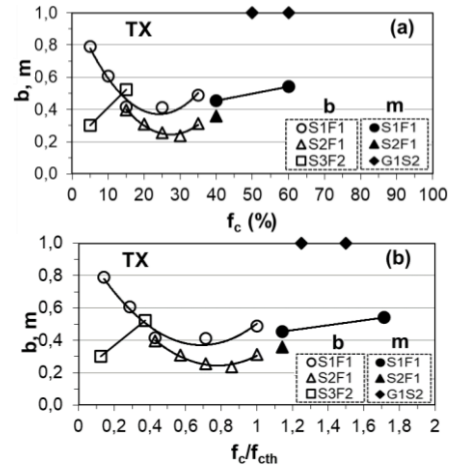 TX
(a)
b, m
1,0
0,8
0,6
0,4
0,2
0,0
b
m
S1F1
S1F1
S2F1
S2F1
S3F2
G1S2
0 10 20 30 40 50 60 70 80 90 100
fc (%)
TX
(b)
b, m
1,0
0,8
0,6
0,4
0,2
0,0
b
m
S1F1
S1F1
S2F1
S2F1
S3F2
G1S2
0 0,2 0,4 0,6 0,8 1 1,2 1,4 1,6 1,8 2
fc/fcth